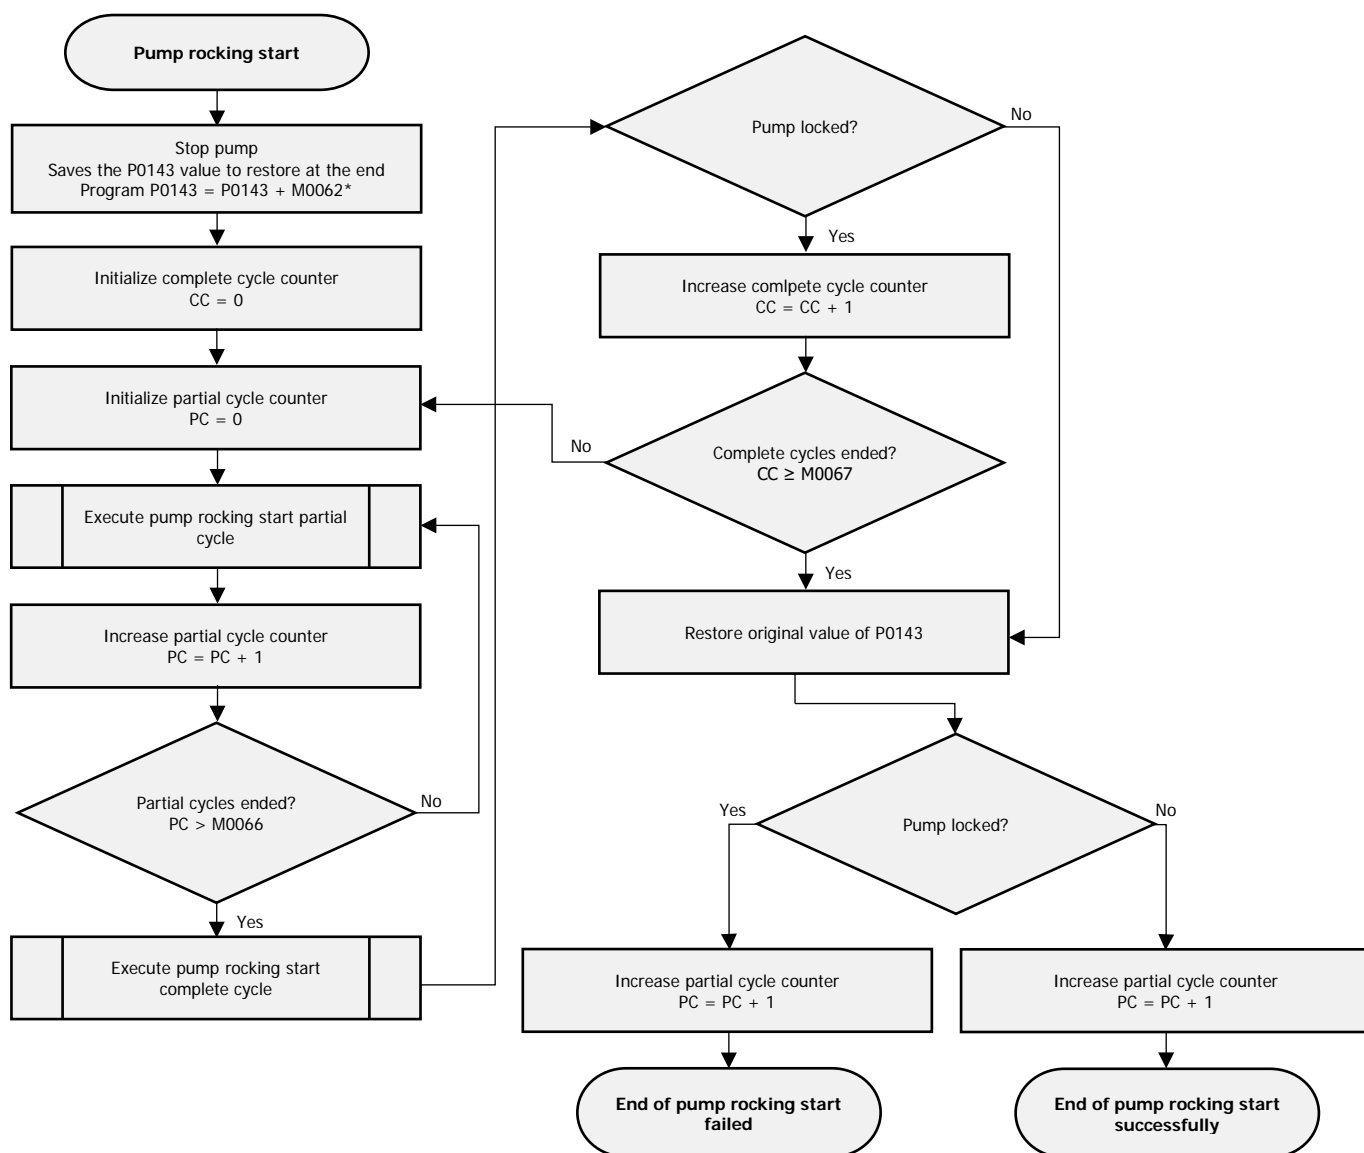 Pump rocking start
Stop pump
Saves the P0143 value to restore at the end
Program P0143 = P0143 + M0062*
Initialize complete cycle counter
CC = 0
Initialize partial cycle counter
PC = 0
Execute pump rocking start partial
cycle
Increase partial cycle counter
PC = PC + 1
Partial cycles ended?
PC > M0066
No
Yes
Execute pump rocking start
complete cycle
Pump locked?
No
Yes
Increase comlpete cycle counter
CC = CC + 1
Complete cycles ended?
CC ≥ M0067
No
Yes
Restore original value of P0143
Pump locked?
Yes
No
Increase partial cycle counter
PC = PC + 1
End of pump rocking start
failed
Increase partial cycle counter
PC = PC + 1
End of pump rocking start
successfully